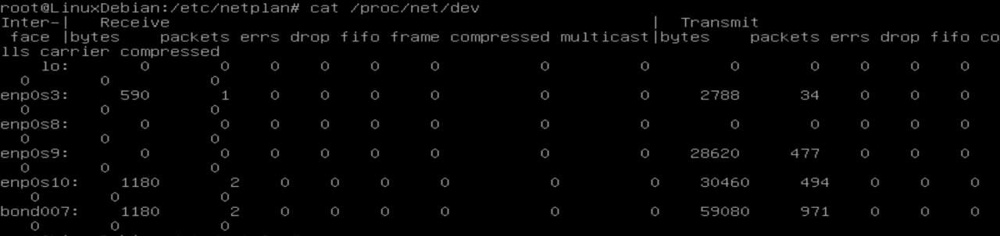 root@LinuxDebian:/etc/netplan# cat /proc/net/dev
Inter-|   Receive                                                |  Transmit
 face |bytes    packets errs drop fifo frame compressed multicast|bytes    packets errs drop fifo co
lls carrier compressed
    lo:       0       0    0    0    0     0          0         0        0       0    0    0    0
  0       0          0
enp0s3:     590       1    0    0    0     0          0         0     2788      34    0    0    0
  0       0          0
enp0s8:       0       0    0    0    0     0          0         0        0       0    0    0    0
  0       0          0
enp0s9:       0       0    0    0    0     0          0         0    28620     477    0    0    0
  0       0          0
enp0s10:    1180       2    0    0    0     0          0         0    30460     494    0    0    0
   0       0          0
bond007:    1180       2    0    0    0     0          0         0    59080     971    0    0    0
   0       0          0